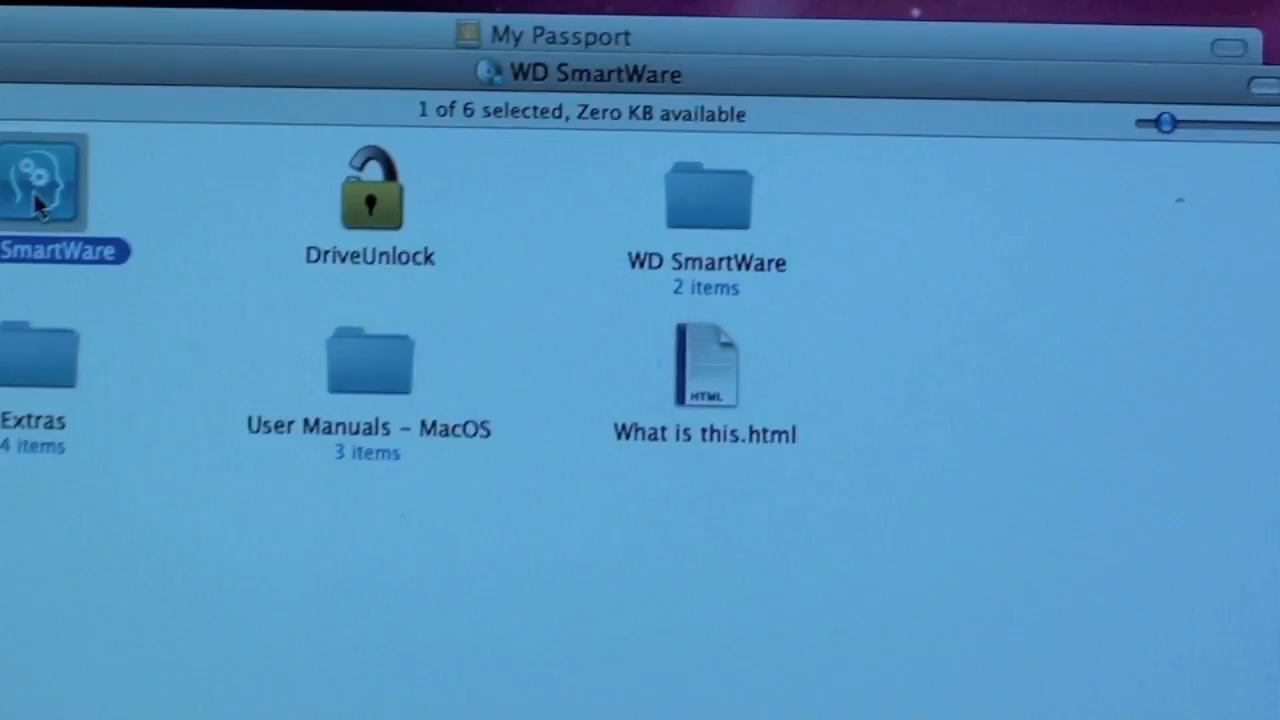 My Passport
WD SmartWare
1 of 6 selected, Zero KB available
SmartWare
DriveUnlock
WD SmartWare
2 items
Extras
4 items
User Manuals – MacOS
3 items
HTML
What is this.html